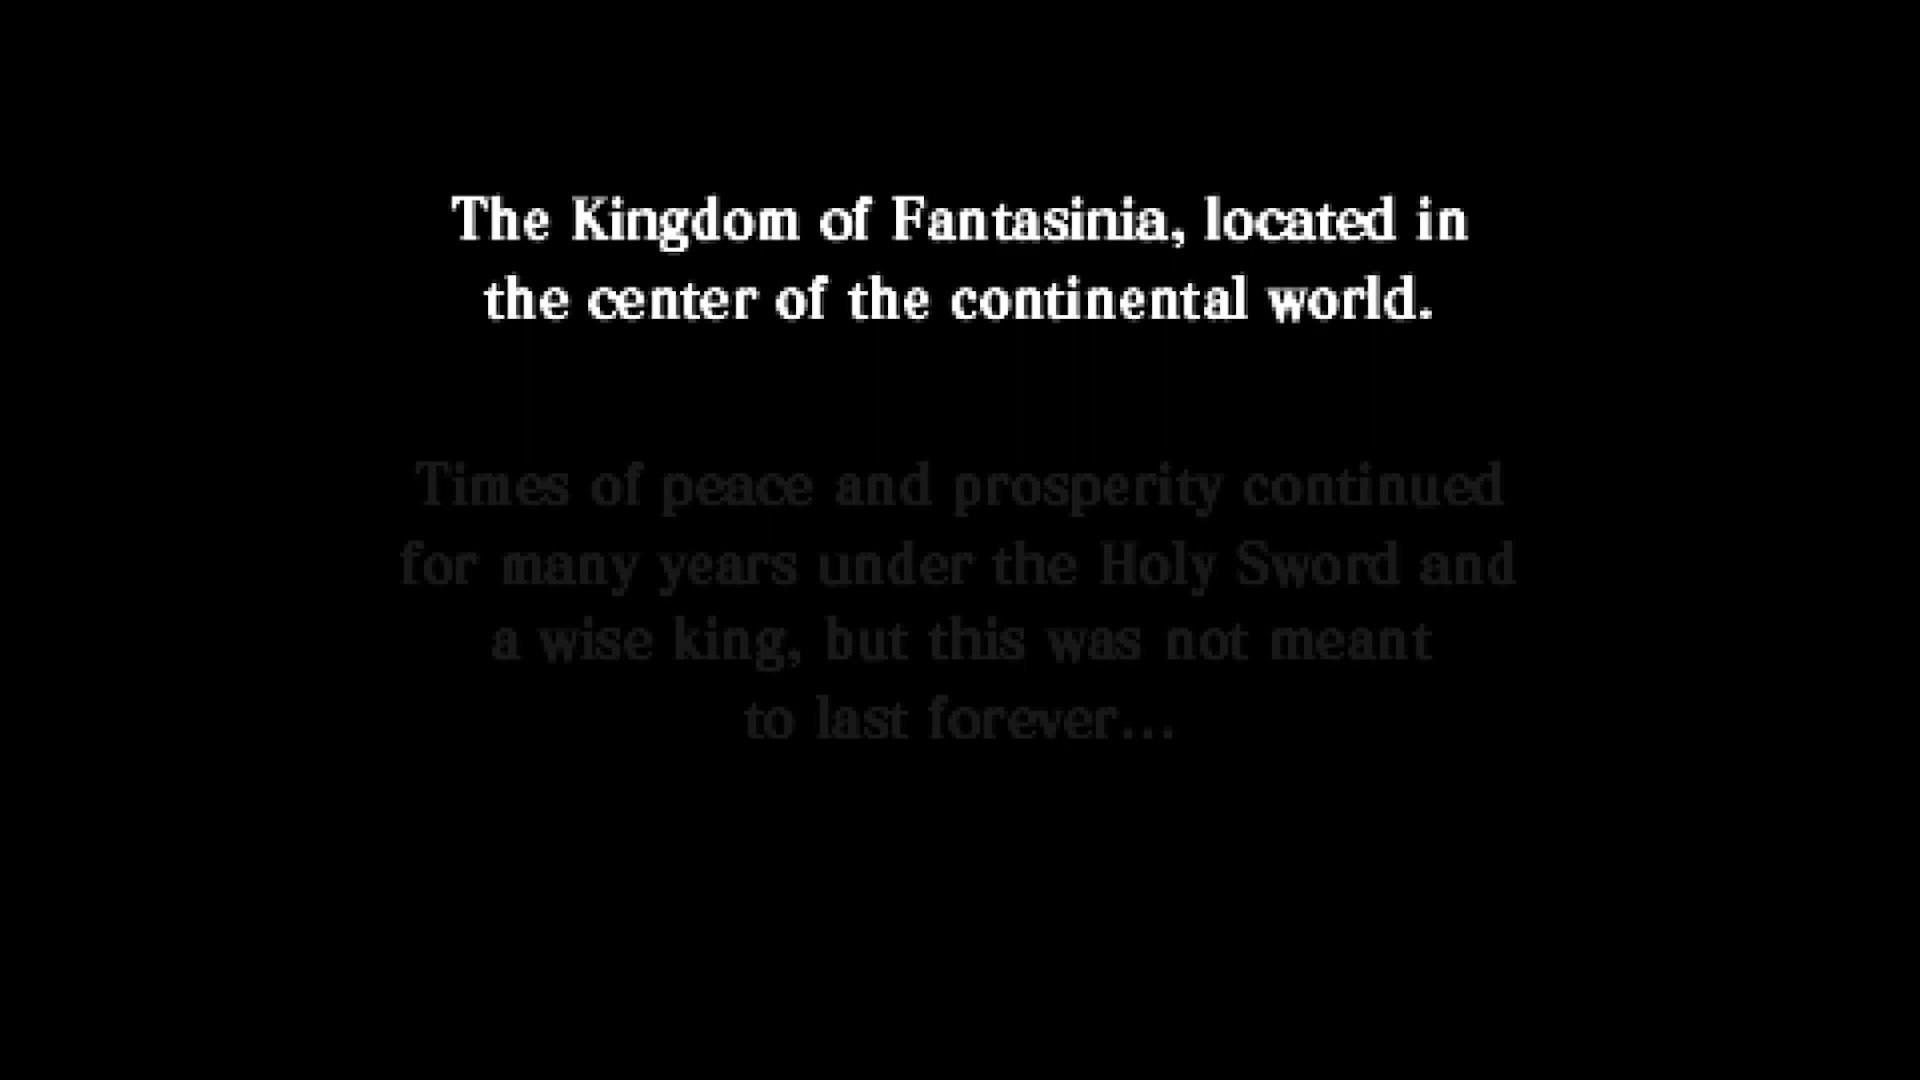 The Kingdom of Fantasinia, located in
the center of the continental world.
Times of peace and prosperity continued
for many years under the Holy Sword and
a wise king, but this was not meant
to last forever...